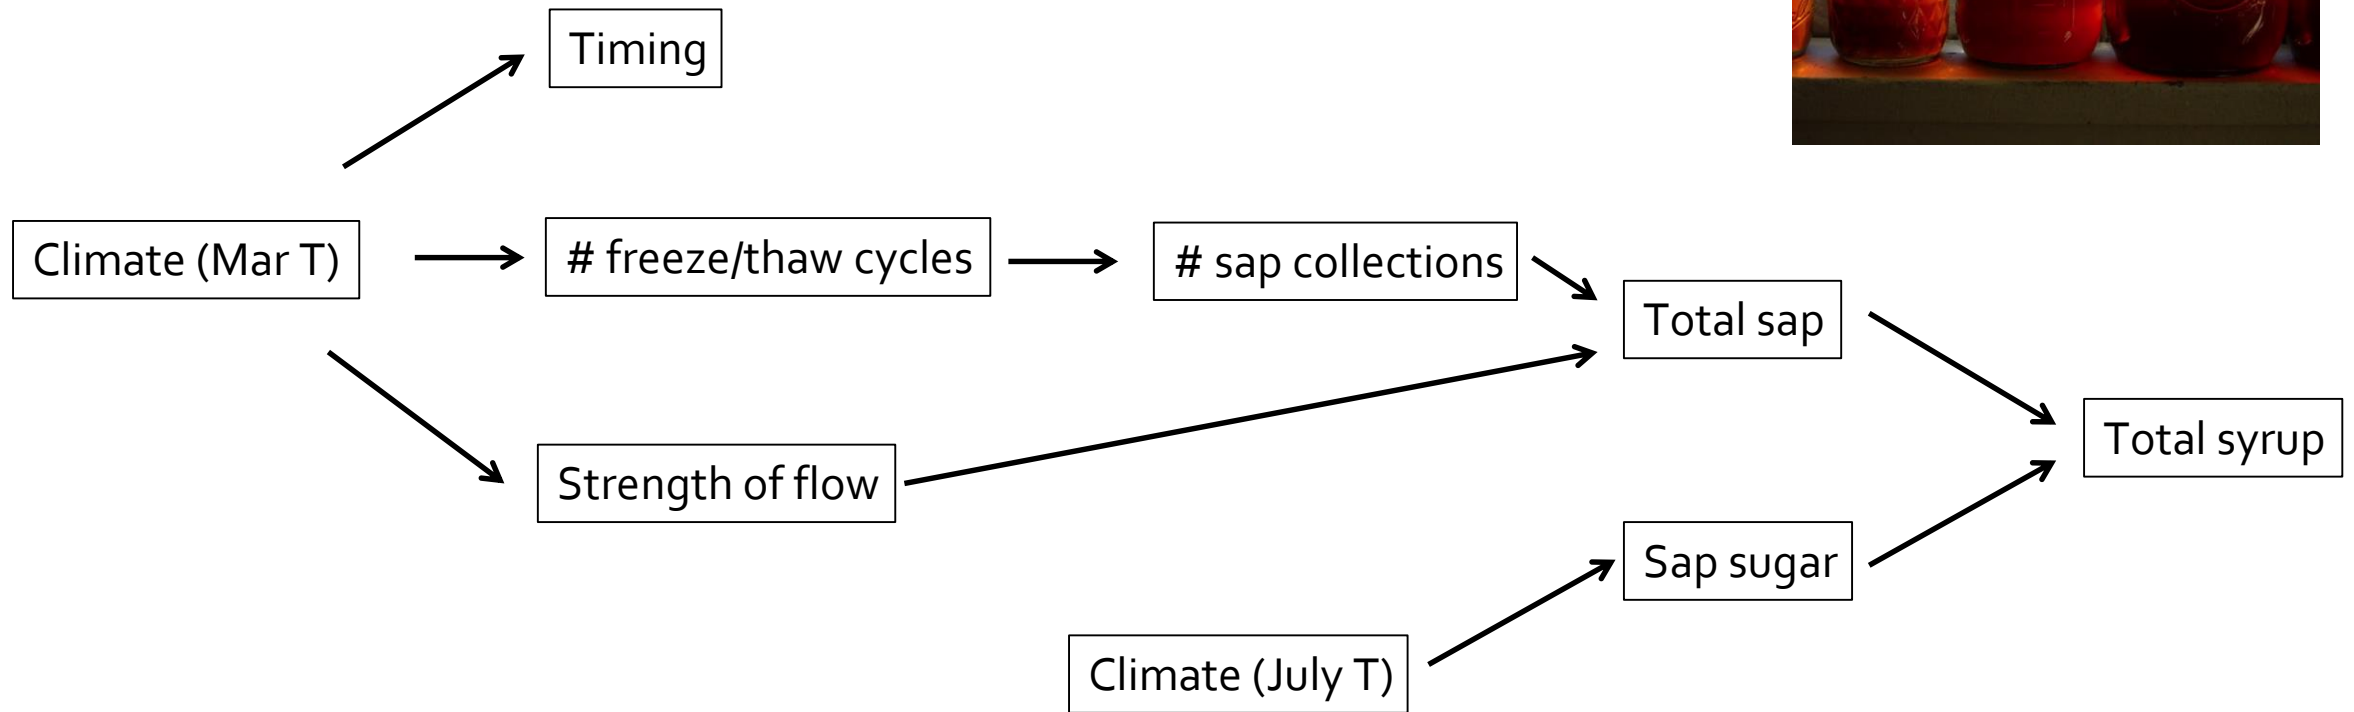 Timing
Climate (Mar T)
# freeze/thaw cycles
# sap collections
Total sap
Total syrup
Strength of flow
Sap sugar
Climate (July T)